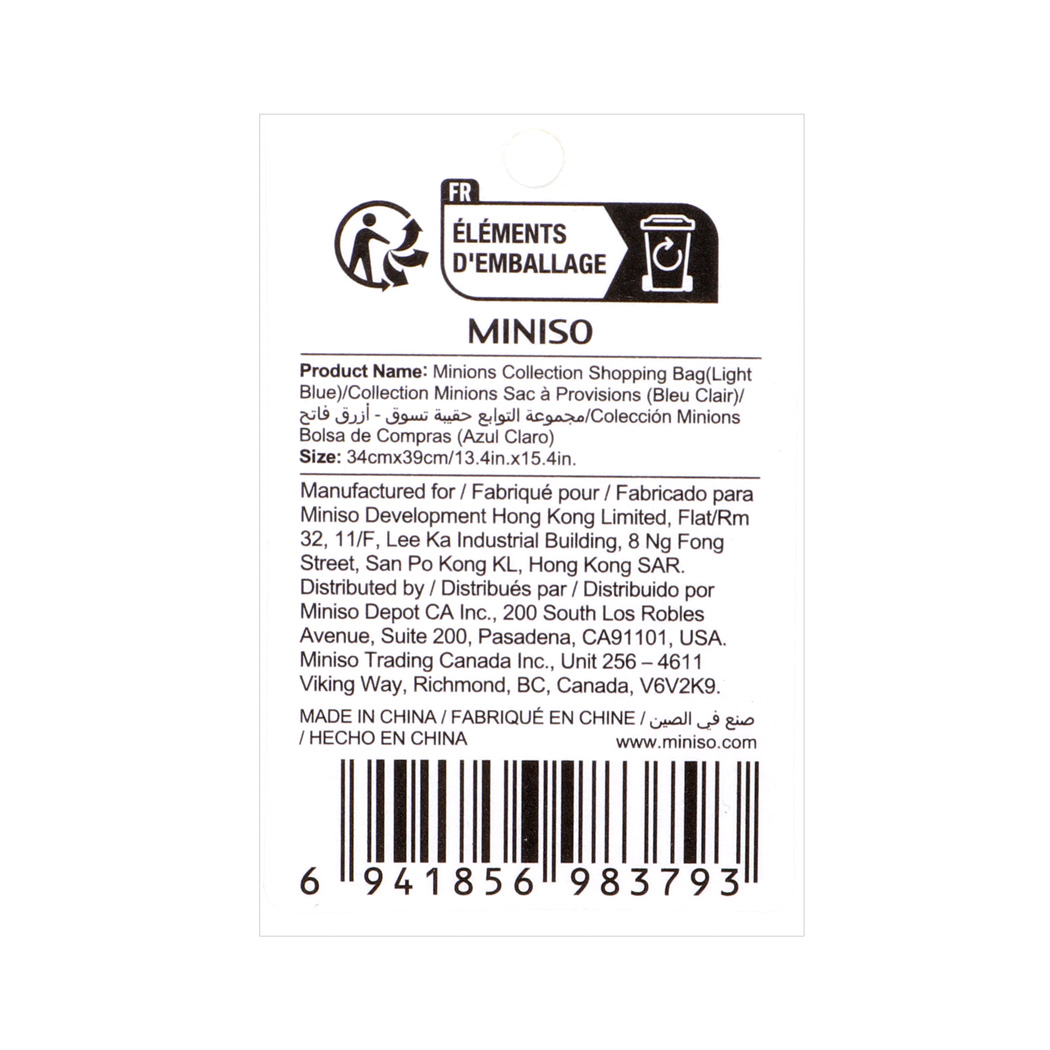 FR
ÉLÉMENTS
D'EMBALLAGE
MINISO
Product Name: Minions Collection Shopping Bag(Light
Blue)/Collection Minions Sac à Provisions (Bleu Clair)/
مجموعة التوابع حقيبة تسوق - أزرق فاتح/Colección Minions
Bolsa de Compras (Azul Claro)
Size: 34cmx39cm/13.4in.x15.4in.
Manufactured for / Fabriqué pour / Fabricado para
Miniso Development Hong Kong Limited, Flat/Rm
32, 11/F, Lee Ka Industrial Building, 8 Ng Fong
Street, San Po Kong KL, Hong Kong SAR.
Distributed by / Distribués par / Distribuido por
Miniso Depot CA Inc., 200 South Los Robles
Avenue, Suite 200, Pasadena, CA91101, USA.
Miniso Trading Canada Inc., Unit 256 – 4611
Viking Way, Richmond, BC, Canada, V6V2K9.
MADE IN CHINA / FABRIQUÉ EN CHINE / صنع في الصين
/ HECHO EN CHINA www.miniso.com
6 941856 983793